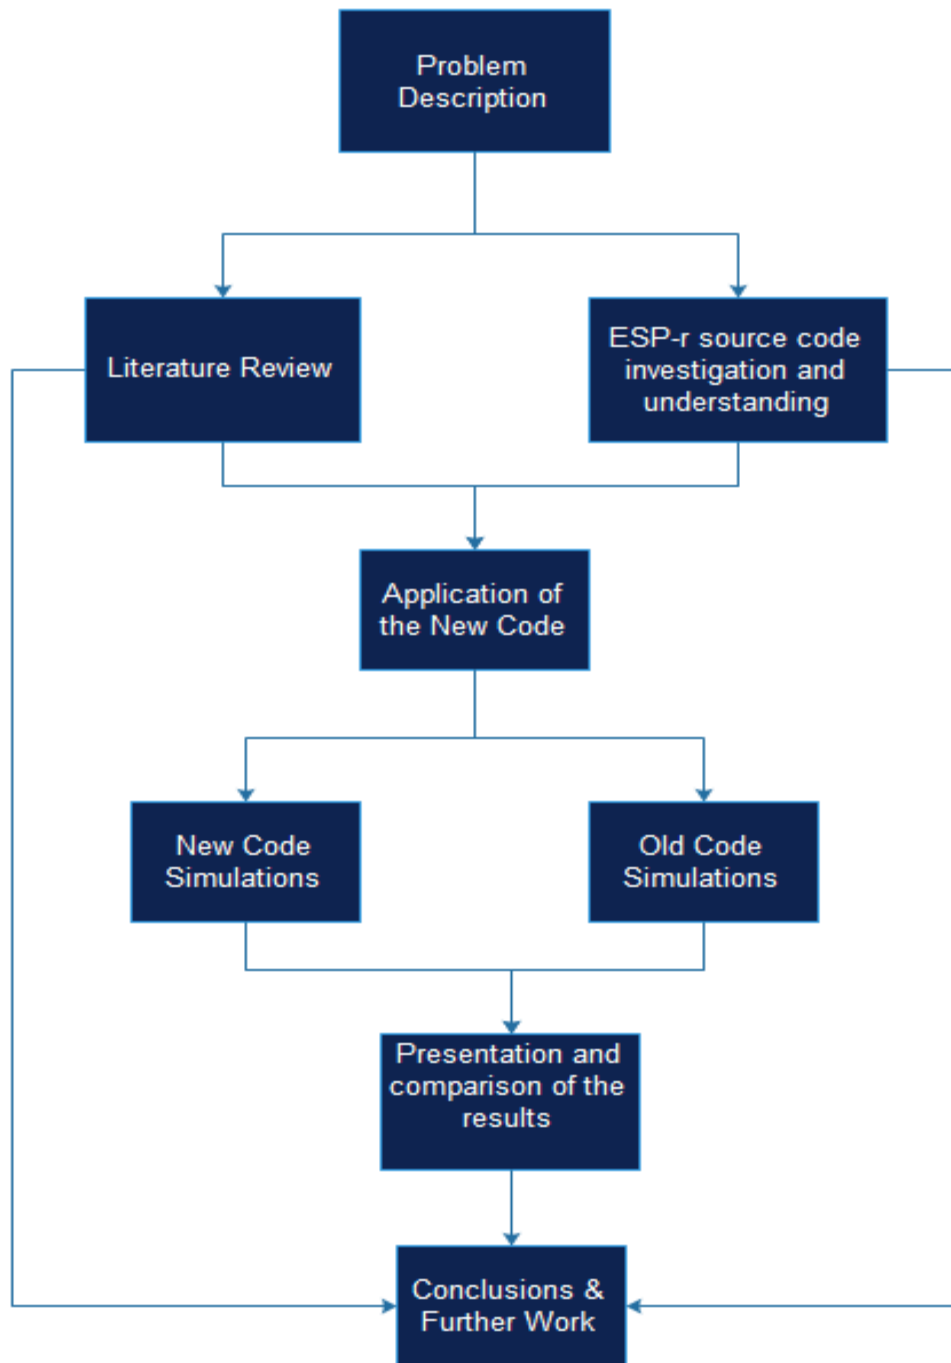 Problem
Description
Literature Review
ESP-r source code
investigation and
understanding
Application of
the New Code
New Code
Simulations
Old Code
Simulations
Presentation and
comparison of the
results
Conclusions &
Further Work